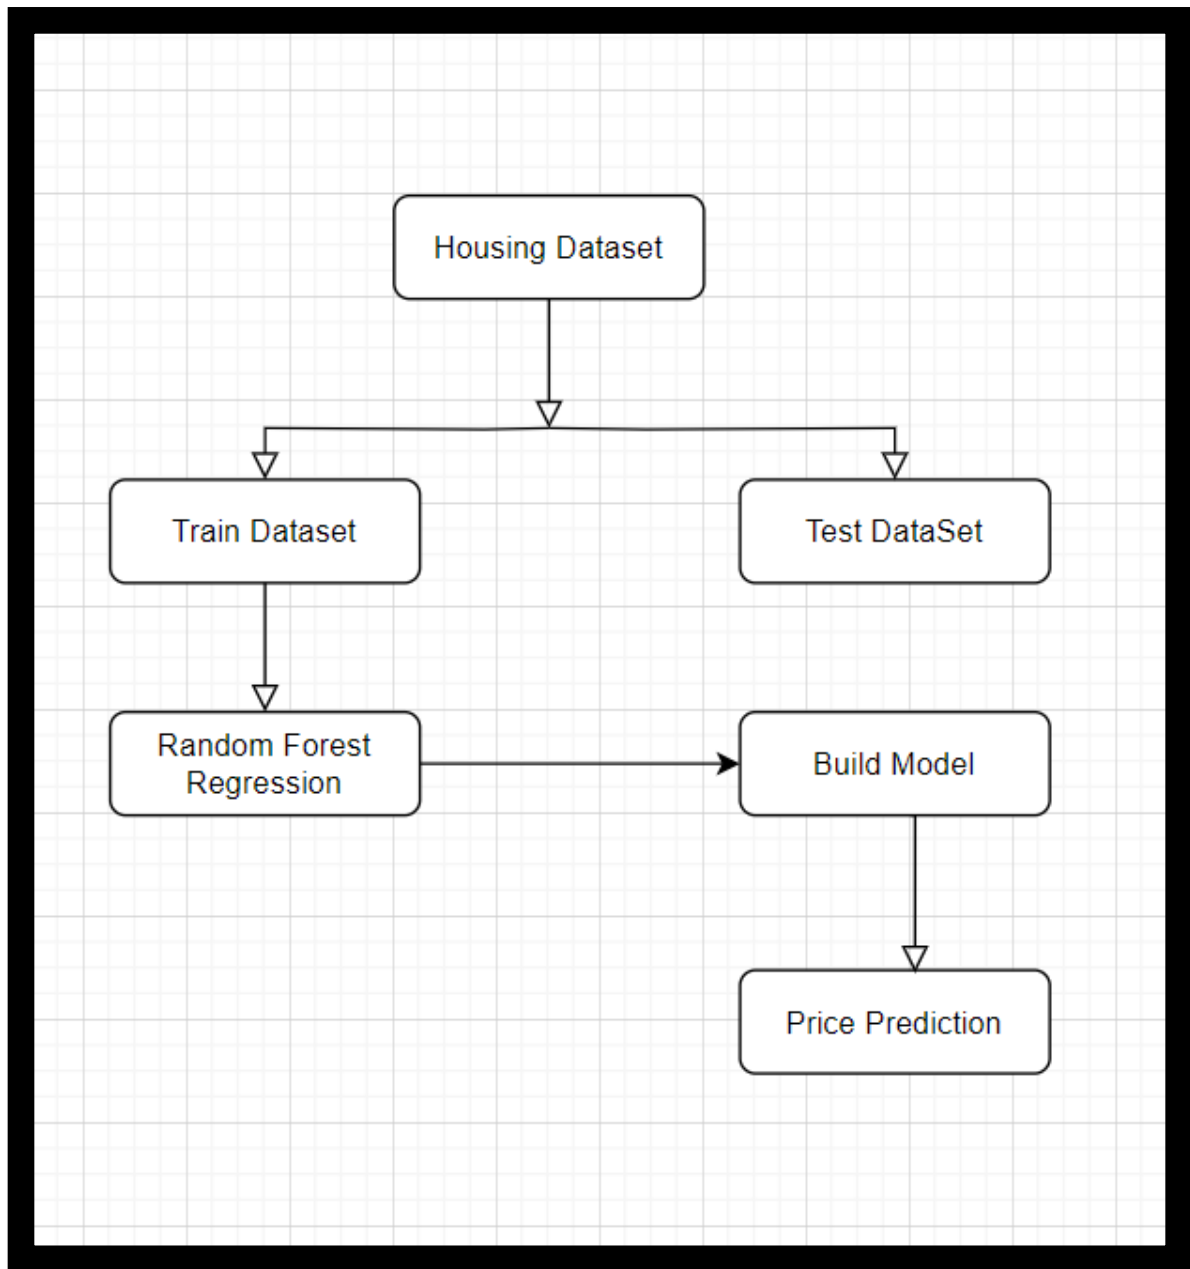 Housing Dataset
Train Dataset
Test DataSet
Random Forest
Regression
Build Model
Price Prediction